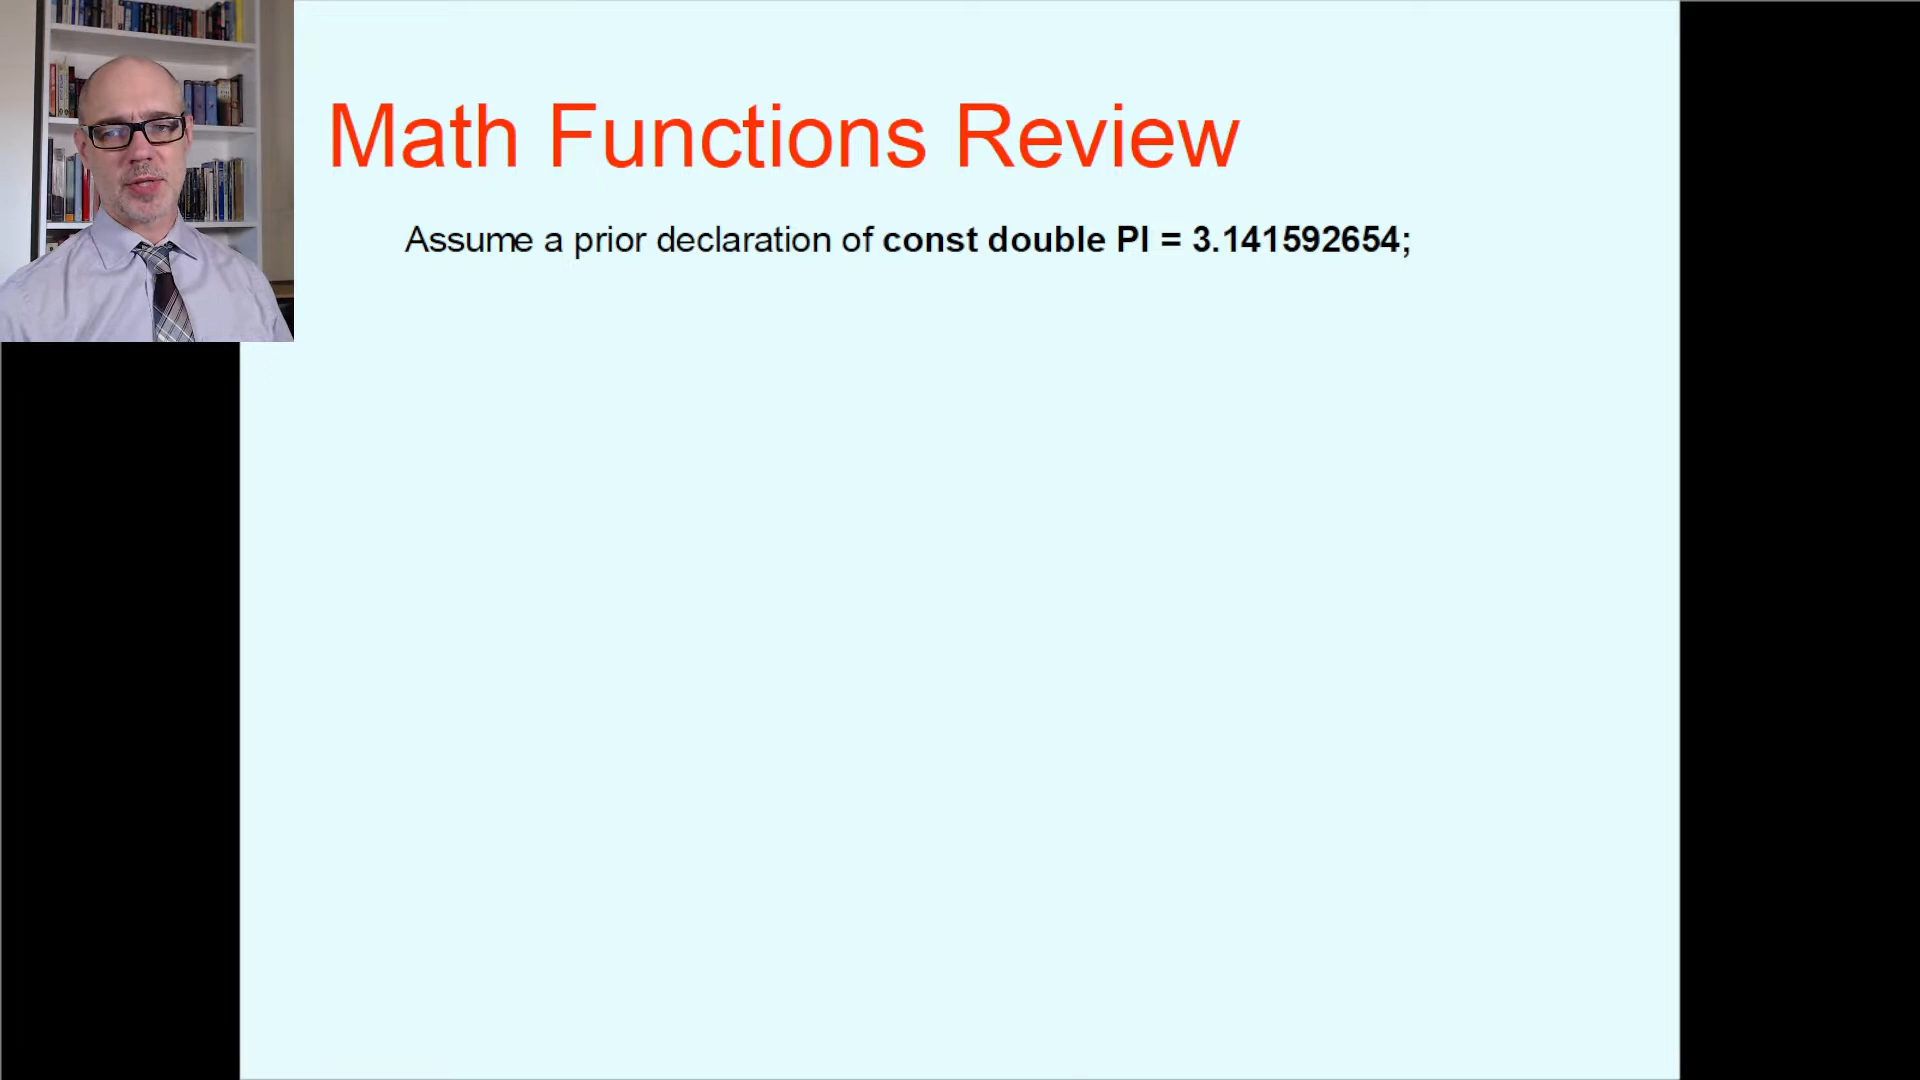 Math Functions Review
Assume a prior declaration of const double PI = 3.141592654;